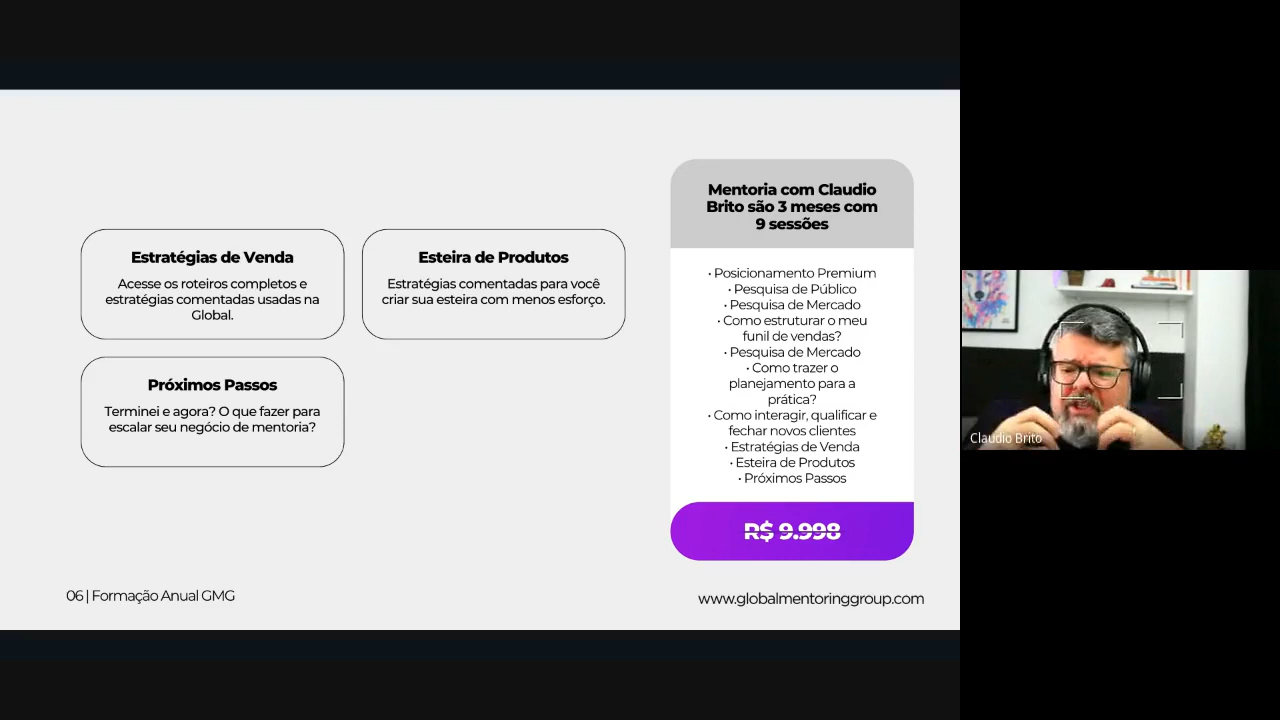 Estratégias de Venda
Acesse os roteiros completos e
estratégias comentadas usadas na
Global.
Esteira de Produtos
Estratégias comentadas para você
criar sua esteira com menos esforço.
Próximos Passos
Terminei e agora? O que fazer para
escalar seu negócio de mentoria?
Mentoria com Claudio
Brito são 3 meses com
9 sessões
• Posicionamento Premium
• Pesquisa de Público
• Pesquisa de Mercado
• Como estruturar o meu
funil de vendas?
• Pesquisa de Mercado
• Como trazer o
planejamento para a
prática?
• Como interagir, qualificar e
fechar novos clientes
• Estratégias de Venda
• Esteira de Produtos
• Próximos Passos
R$ 9.998
06 | Formação Anual GMG
www.globalmentoringgroup.com
Claudio Brito